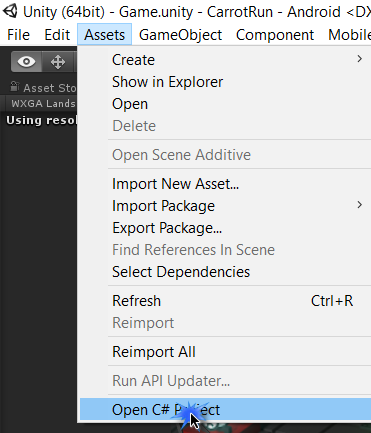 Unity (64bit) - Game.unity - CarrotRun - Android <DX
File Edit Assets GameObject Component Mobile
Asset Sto
WXGA Lands
Using resol
Create
Show in Explorer
Open
Delete
Open Scene Additive
Import New Asset...
Import Package
Export Package...
Find References In Scene
Select Dependencies
Refresh Ctrl+R
Reimport
Reimport All
Run API Updater...
Open C# Project